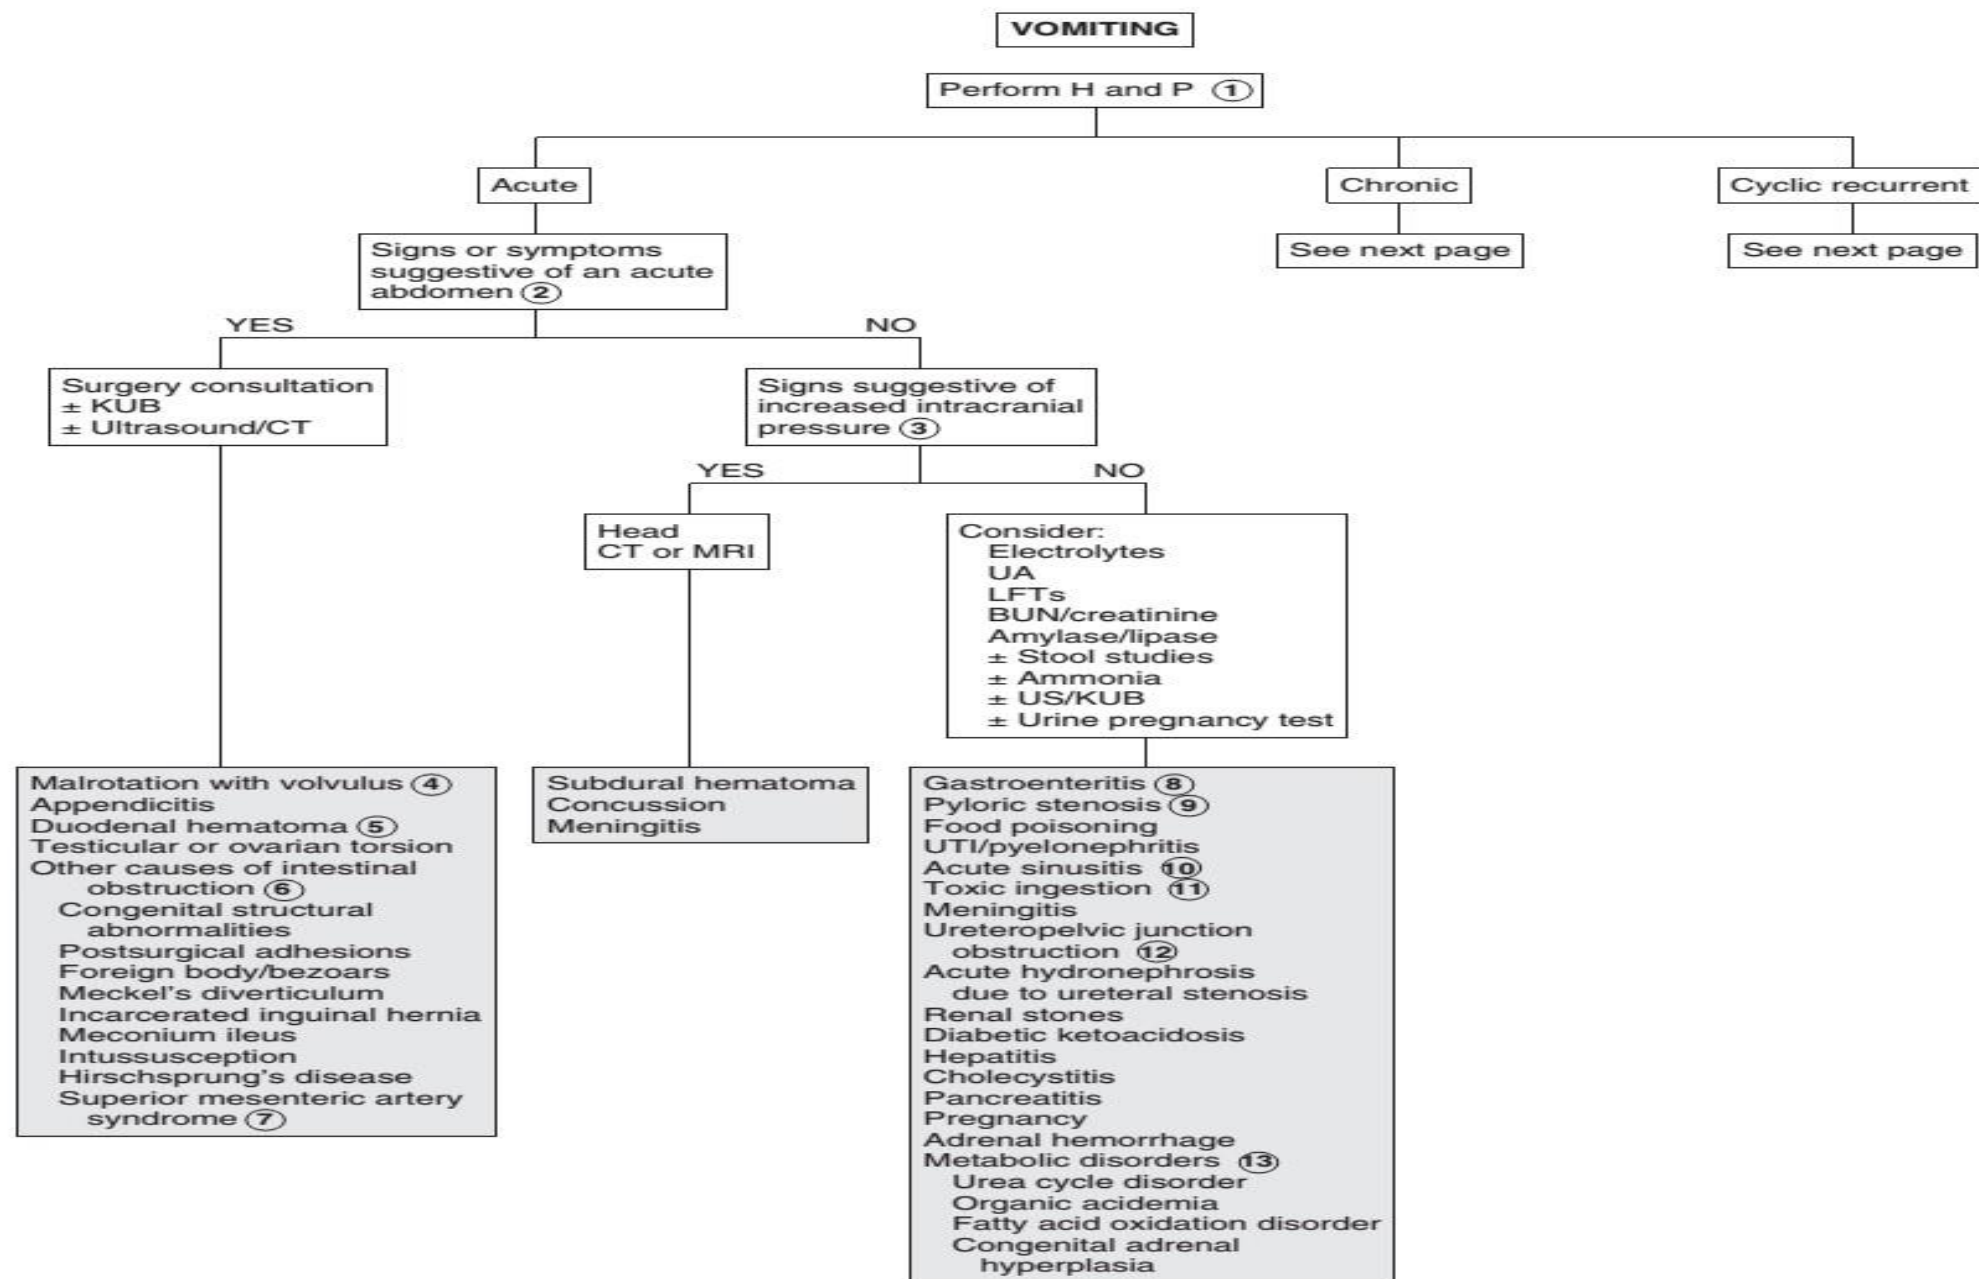 VOMITING
Perform H and P ①
Acute
Chronic
Cyclic recurrent
Signs or symptoms
suggestive of an acute
abdomen ②
See next page
See next page
YES
NO
Surgery consultation
± KUB
± Ultrasound/CT
Signs suggestive of
increased intracranial
pressure ③
YES
NO
Head
CT or MRI
Consider:
Electrolytes
UA
LFTs
BUN/creatinine
Amylase/lipase
± Stool studies
± Ammonia
± US/KUB
± Urine pregnancy test
Malrotation with volvulus ④
Appendicitis
Duodenal hematoma ⑤
Testicular or ovarian torsion
Other causes of intestinal
obstruction ⑥
Congenital structural
abnormalities
Postsurgical adhesions
Foreign body/bezoars
Meckel's diverticulum
Incarcerated inguinal hernia
Meconium ileus
Intussusception
Hirschsprung's disease
Superior mesenteric artery
syndrome ⑦
Subdural hematoma
Concussion
Meningitis
Gastroenteritis ⑧
Pyloric stenosis ⑨
Food poisoning
UTI/pyelonephritis
Acute sinusitis ⑩
Toxic ingestion ⑪
Meningitis
Ureteropelvic junction
obstruction ⑫
Acute hydronephrosis
due to ureteral stenosis
Renal stones
Diabetic ketoacidosis
Hepatitis
Cholecystitis
Pancreatitis
Pregnancy
Adrenal hemorrhage
Metabolic disorders ⑬
Urea cycle disorder
Organic acidemia
Fatty acid oxidation disorder
Congenital adrenal
hyperplasia